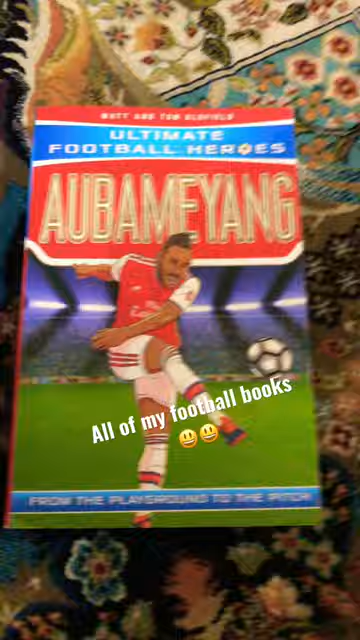 MATT AND TOM OLDFIELD
ULTIMATE
FOOTBALL HEROES
AUBAMEYANG
All of my football books
😃😃
FROM THE PLAYGROUND TO THE PITCH